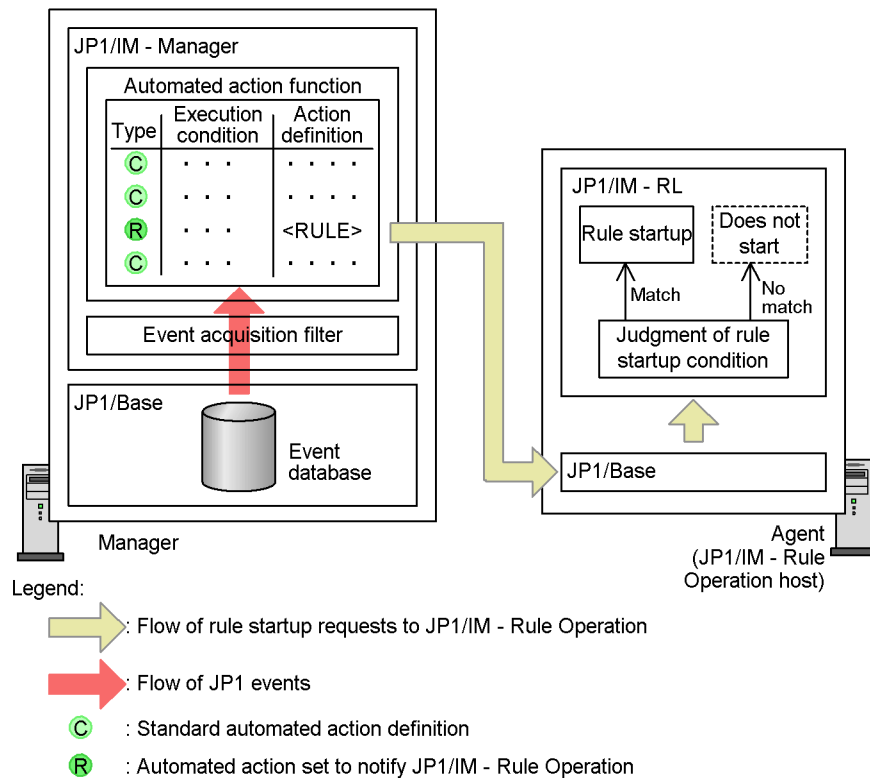 JP1/IM - Manager
Automated action function
Type
Execution
condition
Action
definition
C
· · ·
· · · ·
C
· · ·
· · · ·
R
· · ·
<RULE>
C
· · ·
· · · ·
Event acquisition filter
JP1/Base
Event
database
Manager
JP1/IM - RL
Rule startup
Does not
start
Match
No
match
Judgment of rule
startup condition
JP1/Base
Agent
(JP1/IM - Rule
Operation host)
Legend:
: Flow of rule startup requests to JP1/IM - Rule Operation
: Flow of JP1 events
C : Standard automated action definition
R : Automated action set to notify JP1/IM - Rule Operation